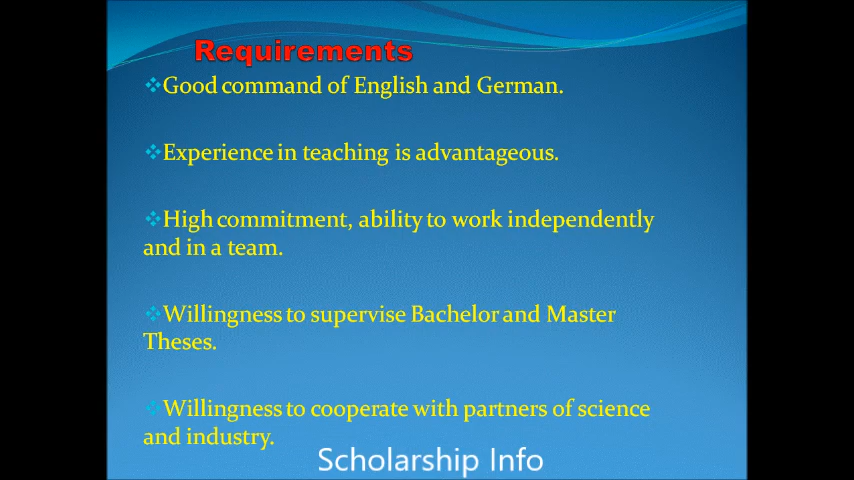 Requirements
Good command of English and German.
Experience in teaching is advantageous.
High commitment, ability to work independently
and in a team.
Willingness to supervise Bachelor and Master
Theses.
Willingness to cooperate with partners of science
and industry.
Scholarship Info